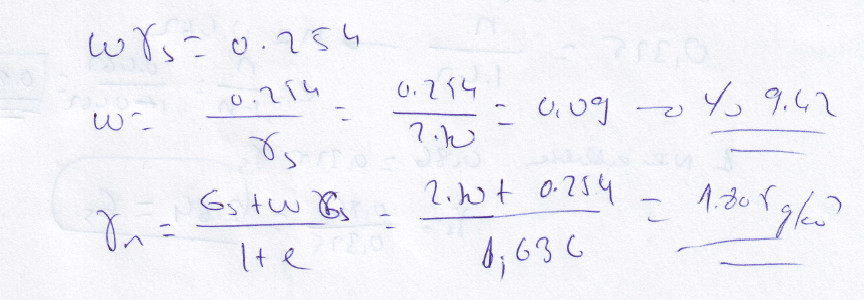 wγs = 0.254
w = 0.254/γs = 0.254/2.70 = 0.09 → % 9.42
γn = Gs+wGs/1+e = 2.70+0.254/1,636 = 1.805 g/cm³